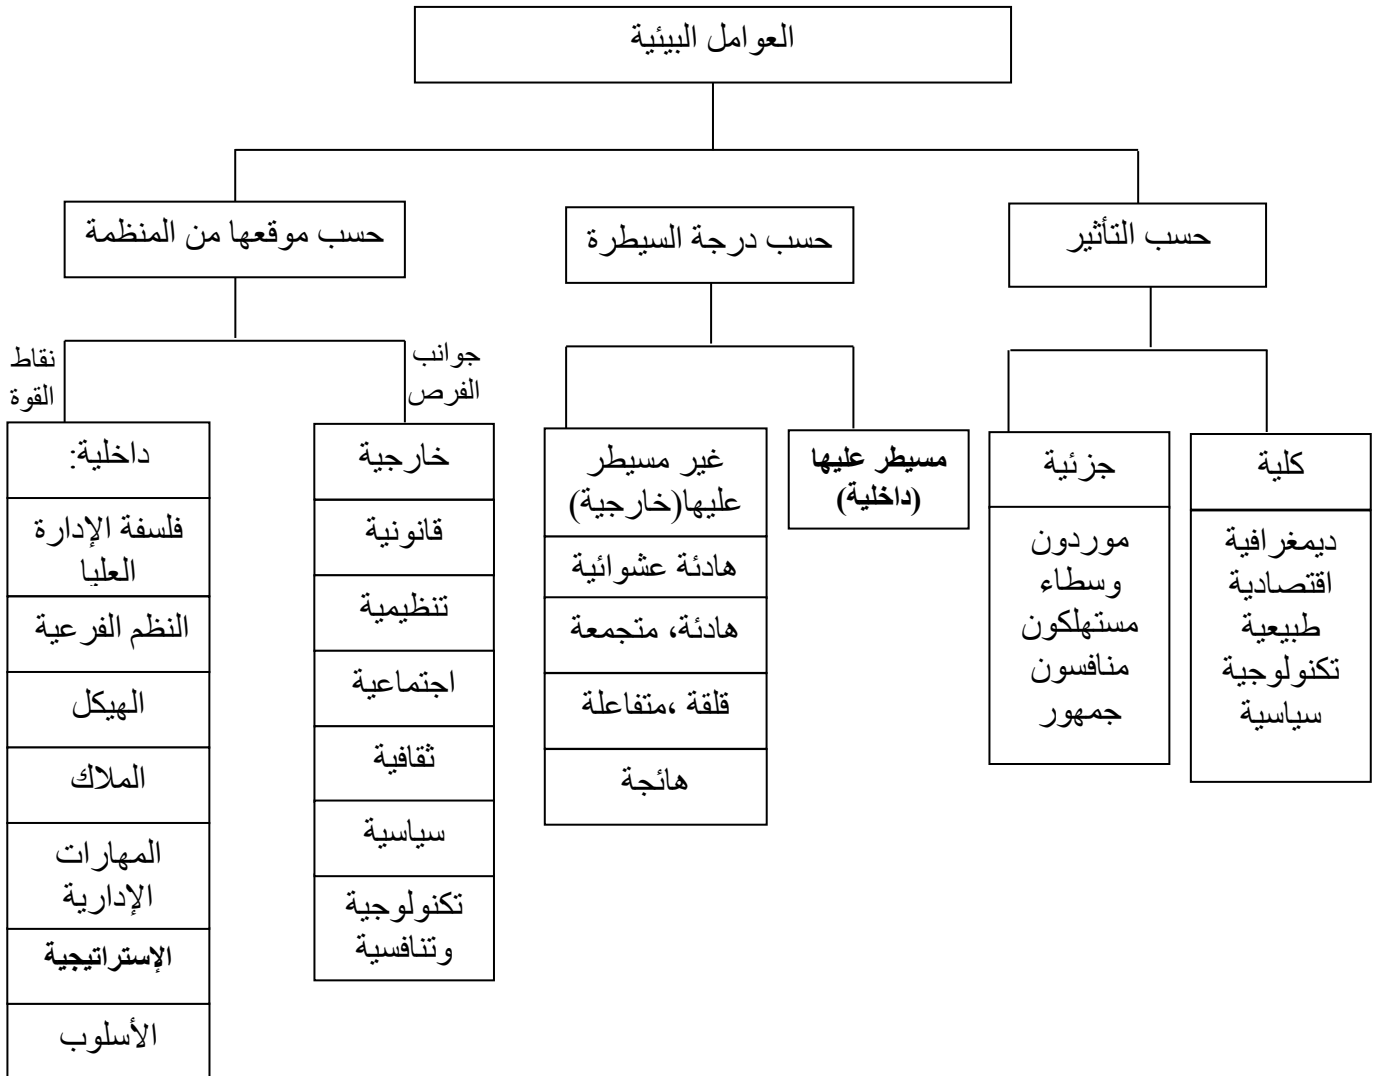 العوامل البيئية
حسب التأثير
حسب درجة السيطرة
حسب موقعها من المنظمة
كلية
ديمغرافية
اقتصادية
طبيعية
تكنولوجية
سياسية
جزئية
موردون
وسطاء
مستهلكون
منافسون
جمهور
مسيطر عليها
(داخلية)
غير مسيطر
عليها(خارجية)
هادئة عشوائية
هادئة، متجمعة
قلقة ،متفاعلة
هائجة
جوانب
الفرص
خارجية
قانونية
تنظيمية
اجتماعية
ثقافية
سياسية
تكنولوجية
وتنافسية
نقاط
القوة
داخلية:
فلسفة الإدارة
العليا
النظم الفرعية
الهيكل
الملاك
المهارات
الإدارية
الإستراتيجية
الأسلوب